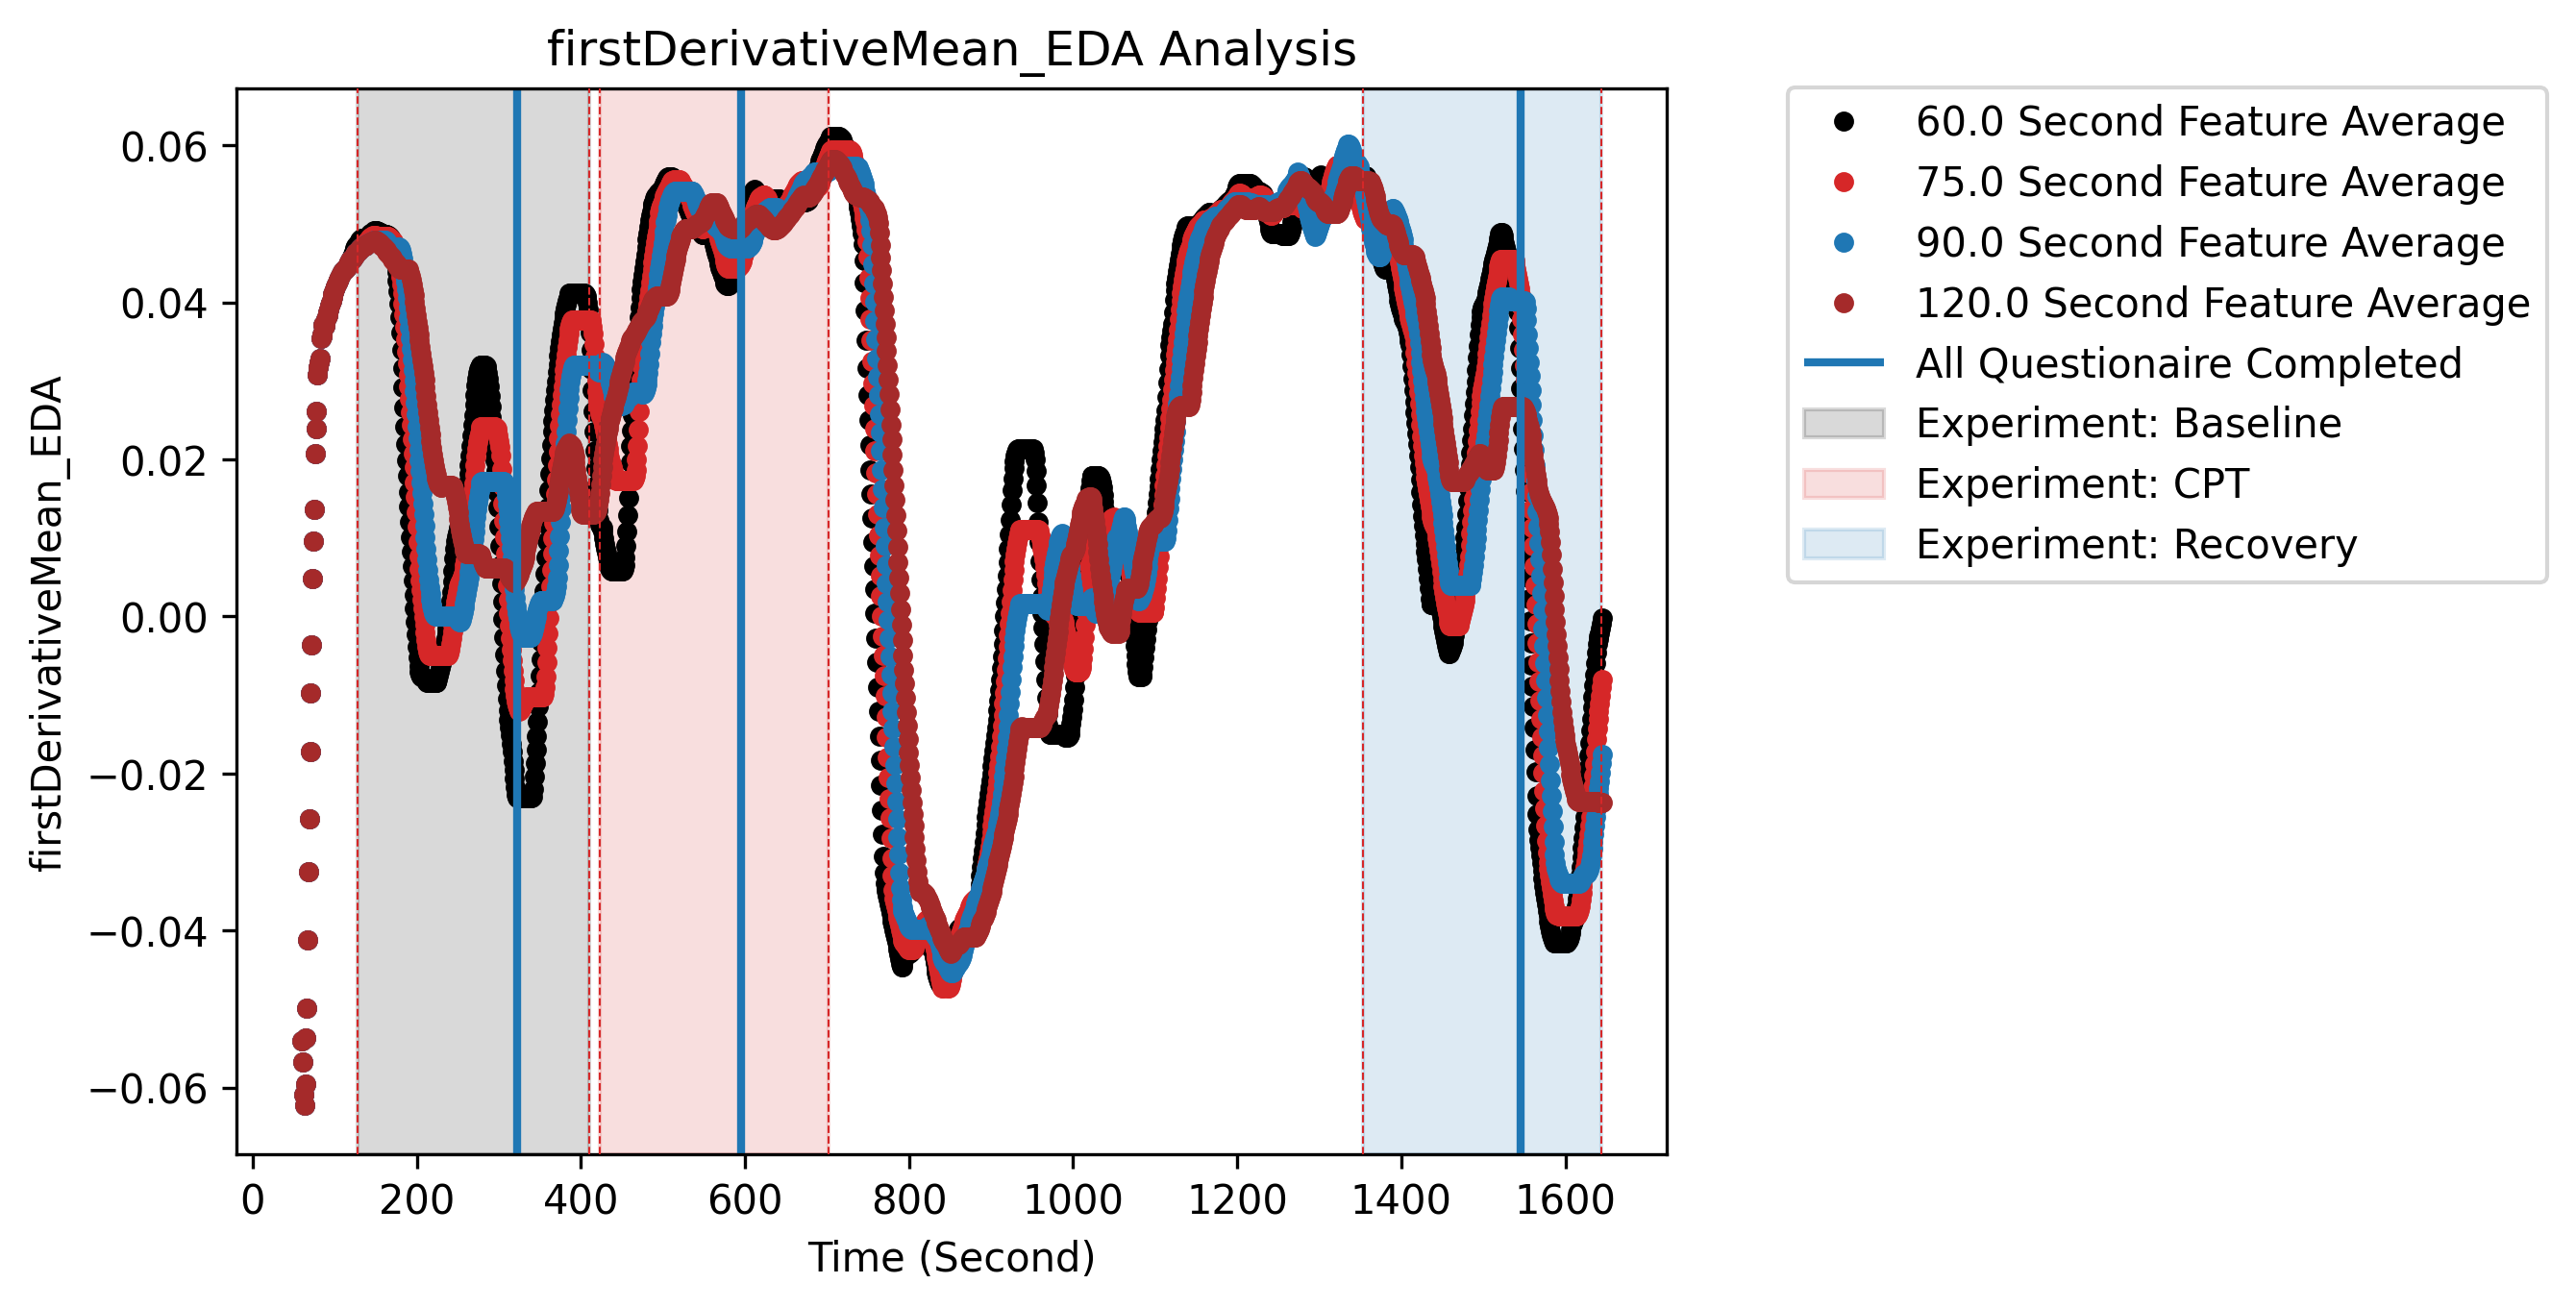 firstDerivativeMean_EDA Analysis
firstDerivativeMean_EDA
0.06
0.04
0.02
0.00
−0.02
−0.04
−0.06
0 200 400 600 800 1000 1200 1400 1600
Time (Second)
60.0 Second Feature Average
75.0 Second Feature Average
90.0 Second Feature Average
120.0 Second Feature Average
All Questionaire Completed
Experiment: Baseline
Experiment: CPT
Experiment: Recovery